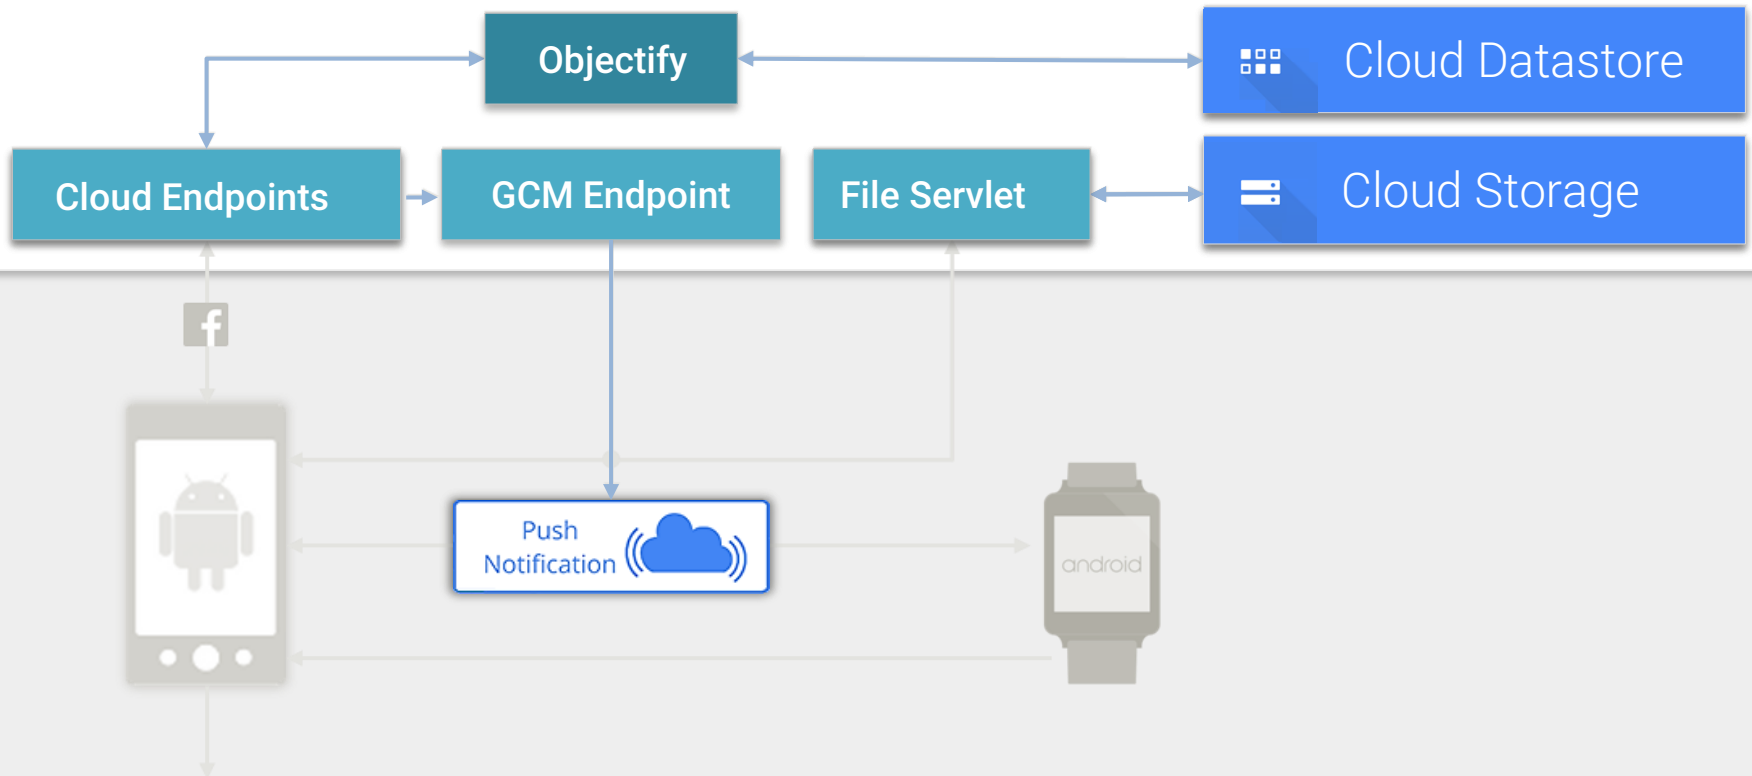 Objectify
Cloud Datastore
Cloud Endpoints
GCM Endpoint
File Servlet
Cloud Storage
f
Push
Notification
android